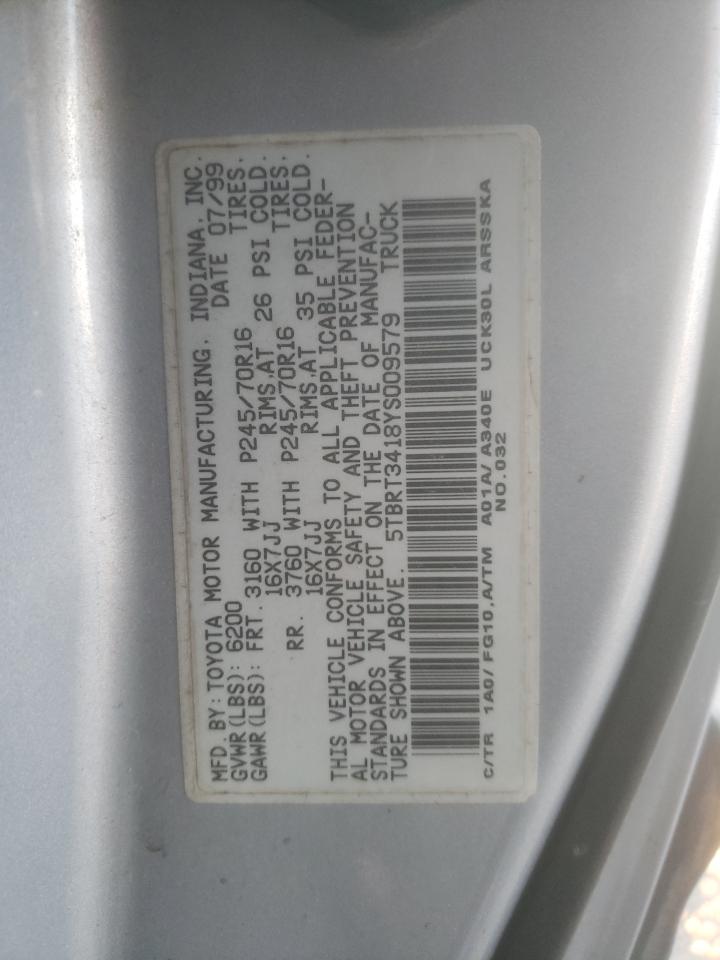 MFD. BY: TOYOTA MOTOR MANUFACTURING, INDIANA, INC.
GVWR(LBS): 6200 DATE 07/99
GAWR(LBS): FRT. 3160 WITH P245/70R16 TIRES,
16X7JJ RIMS,AT 26 PSI COLD.
RR. 3760 WITH P245/70R16 TIRES,
16X7JJ RIMS,AT 35 PSI COLD.
THIS VEHICLE CONFORMS TO ALL APPLICABLE FEDER-
AL MOTOR VEHICLE SAFETY AND THEFT PREVENTION
STANDARDS IN EFFECT ON THE DATE OF MANUFAC-
TURE SHOWN ABOVE. 5TBRT3418YS009579 TRUCK
C/TR 1A0/ FG10,A/TM A01A/ A340E UCK30L ARSSKA
NO.032